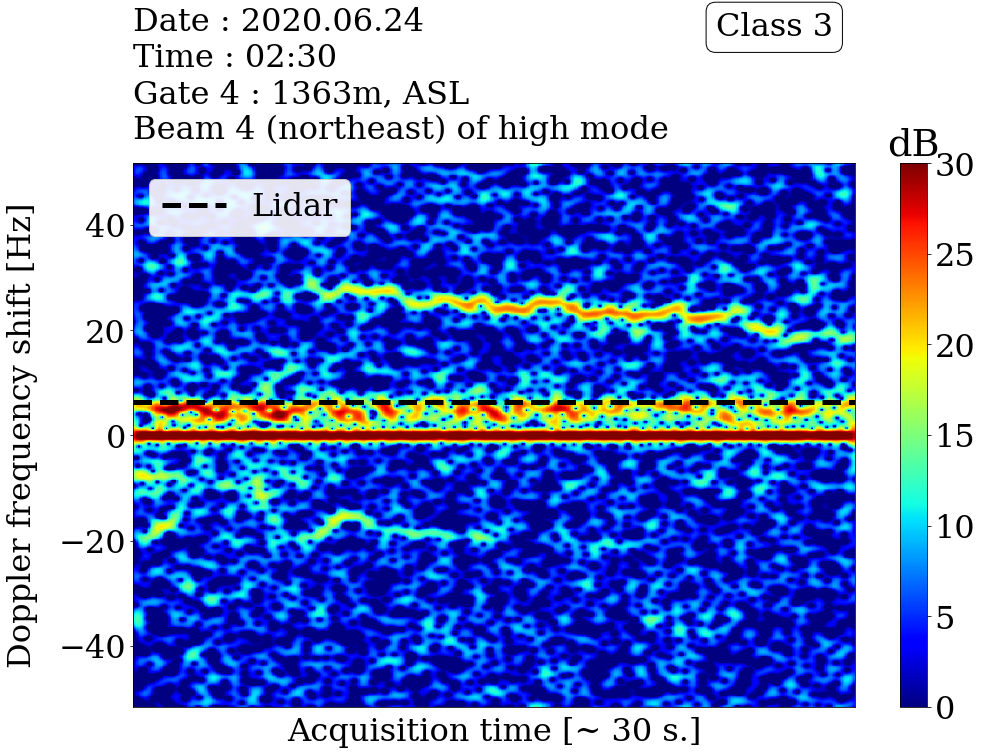 Date : 2020.06.24
Time : 02:30
Gate 4 : 1363m, ASL
Beam 4 (northeast) of high mode
Class 3
dB
Lidar
Doppler frequency shift [Hz]
40
20
0
−20
−40
30
25
20
15
10
5
0
Acquisition time [~ 30 s.]